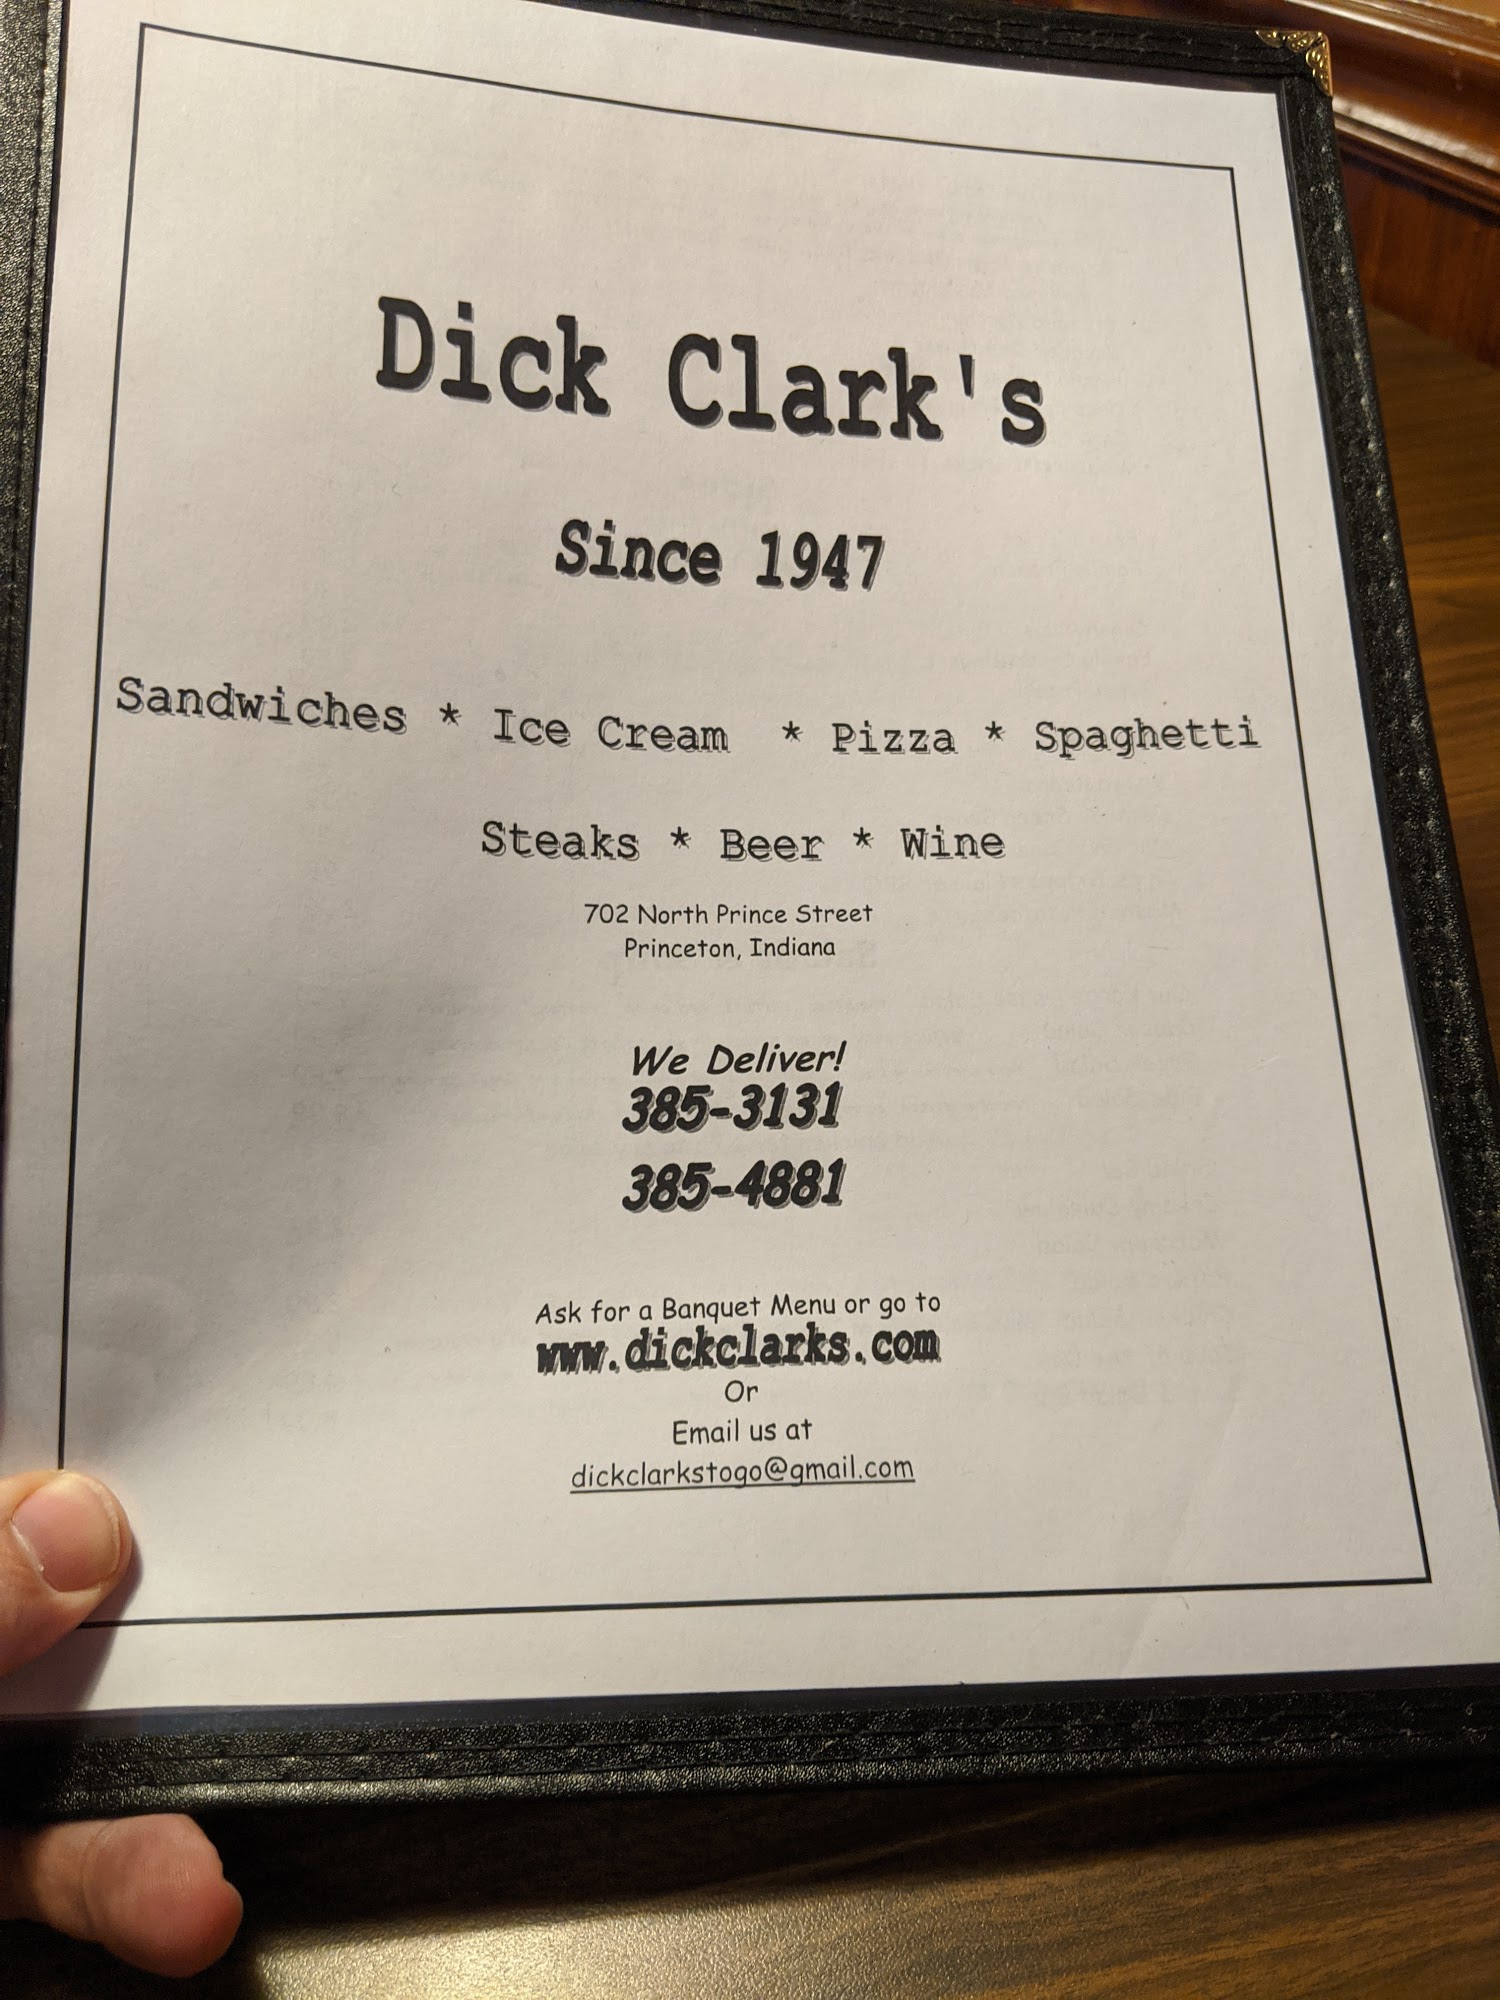 Dick Clark's
Since 1947
Sandwiches * Ice Cream * Pizza * Spaghetti
Steaks * Beer * Wine
702 North Prince Street
Princeton, Indiana
We Deliver!
385-3131
385-4881
Ask for a Banquet Menu or go to
www.dickclarks.com
Or
Email us at
dickclarkstogo@gmail.com